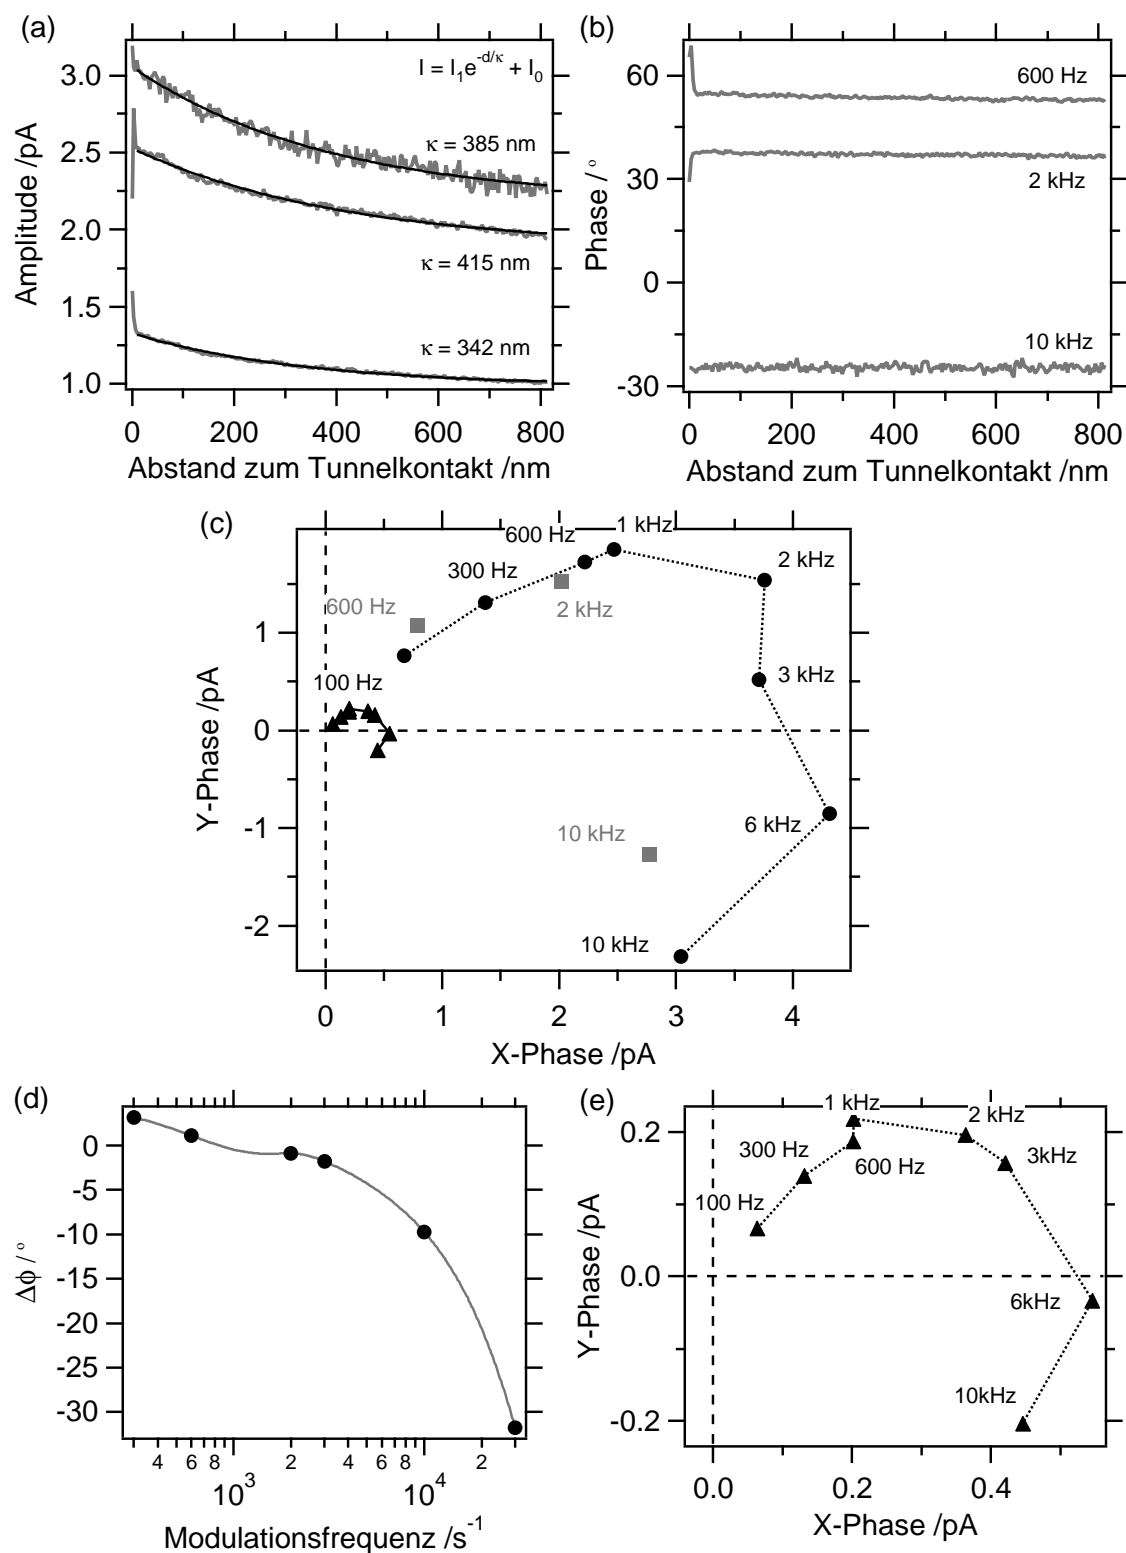 (a)
I = I₁e^(-d/κ) + I₀
3.0
2.5
2.0
1.5
1.0
Amplitude /pA
κ = 385 nm
κ = 415 nm
κ = 342 nm
0 200 400 600 800
Abstand zum Tunnelkontakt /nm
(b)
60
30
0
-30
Phase / °
600 Hz
2 kHz
10 kHz
0 200 400 600 800
Abstand zum Tunnelkontakt /nm
(c)
600 Hz
1 kHz
2 kHz
300 Hz
600 Hz
2 kHz
100 Hz
3 kHz
6 kHz
10 kHz
10 kHz
1
0
-1
-2
Y-Phase /pA
0 1 2 3 4
X-Phase /pA
(d)
0
-5
-10
-15
-20
-25
-30
Δϕ / °
4 6 8 2 4 6 8 2
10³ 10⁴
Modulationsfrequenz /s⁻¹
(e)
1 kHz
2 kHz
300 Hz
600 Hz
3kHz
100 Hz
6kHz
10kHz
0.2
0.0
-0.2
Y-Phase /pA
0.0 0.2 0.4
X-Phase /pA